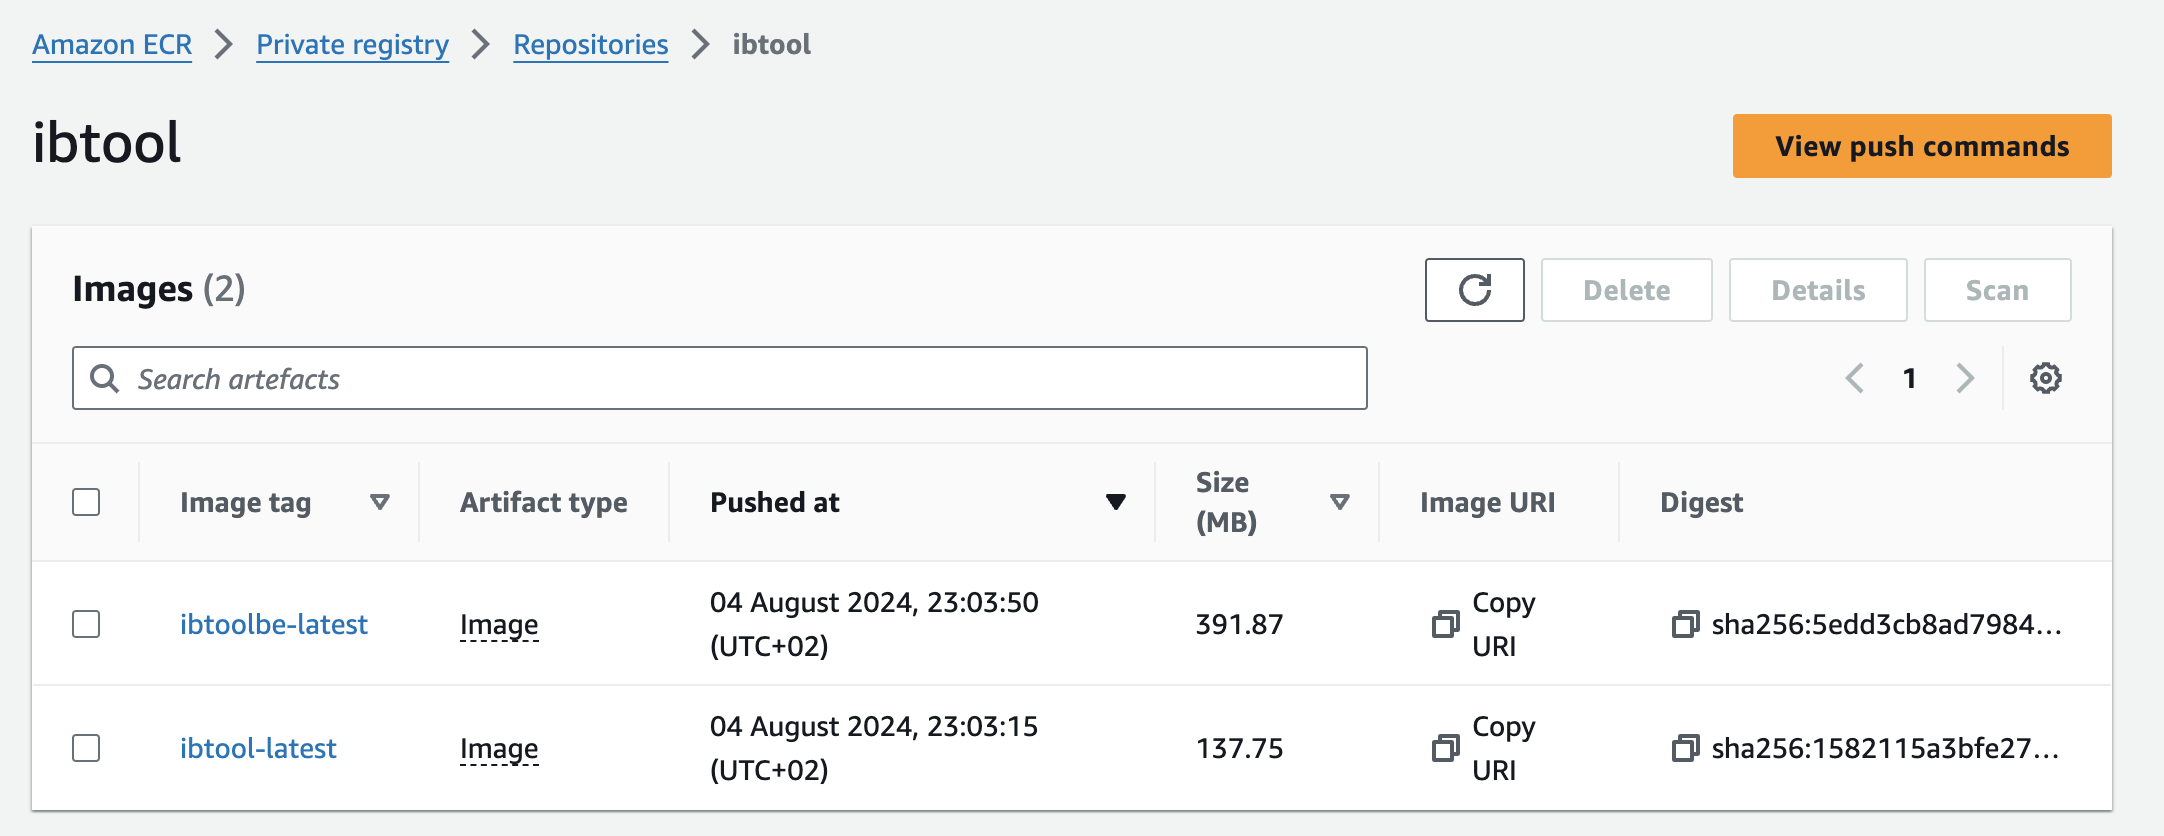 Amazon ECR > Private registry > Repositories > ibtool
ibtool
View push commands
Images (2)
Delete
Details
Scan
Search artefacts
1
Image tag
Artifact type
Pushed at
Size
(MB)
Image URI
Digest
ibtoolbe-latest
Image
04 August 2024, 23:03:50
(UTC+02)
391.87
Copy
URI
sha256:5edd3cb8ad7984...
ibtool-latest
Image
04 August 2024, 23:03:15
(UTC+02)
137.75
Copy
URI
sha256:1582115a3bfe27...